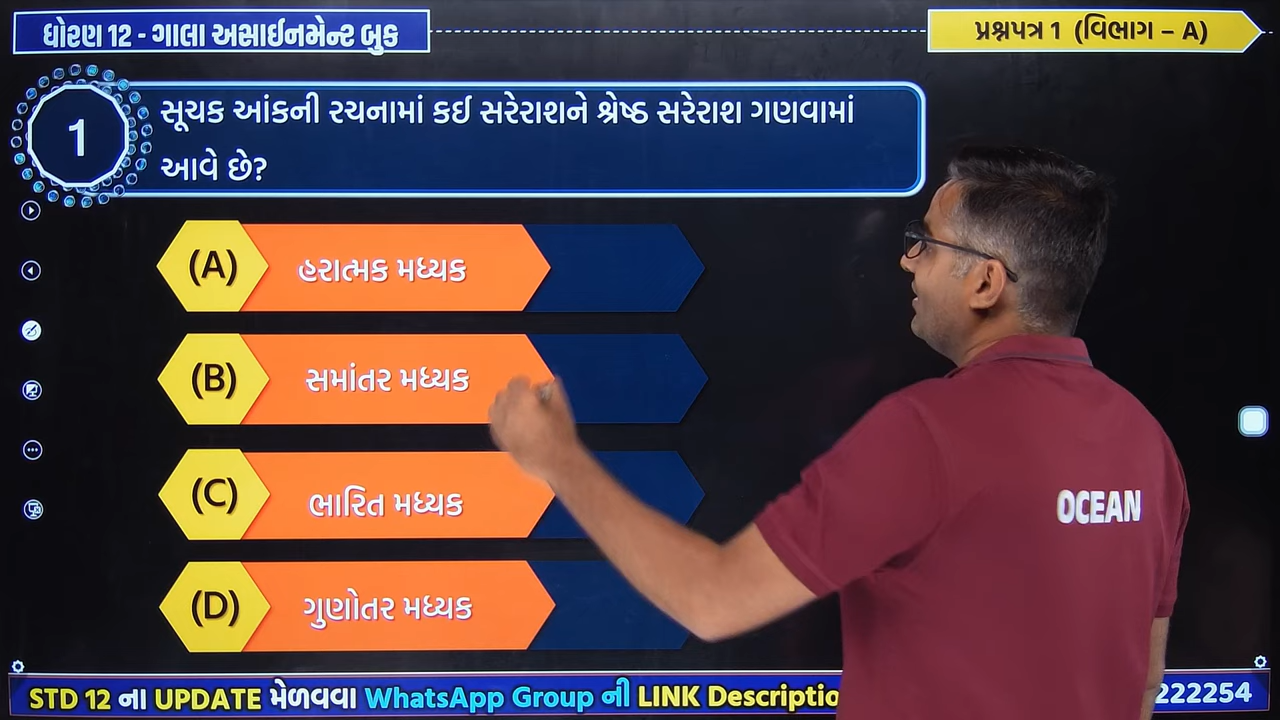 ધોરણ 12 - ગાલા અસાઈનમેન્ટ બુક
પ્રશ્નપત્ર 1 (વિભાગ – A)
1
સૂચક આંકની રચનામાં કઈ સરેરાશને શ્રેષ્ઠ સરેરાશ ગણવામાં
આવે છે?
(A) હરાત્મક મધ્યક
(B) સમાંતર મધ્યક
(C) ભારિત મધ્યક
(D) ગુણોતર મધ્યક
OCEAN
STD 12 ના UPDATE મેળવવા WhatsApp Group ની LINK Descriptio
222254